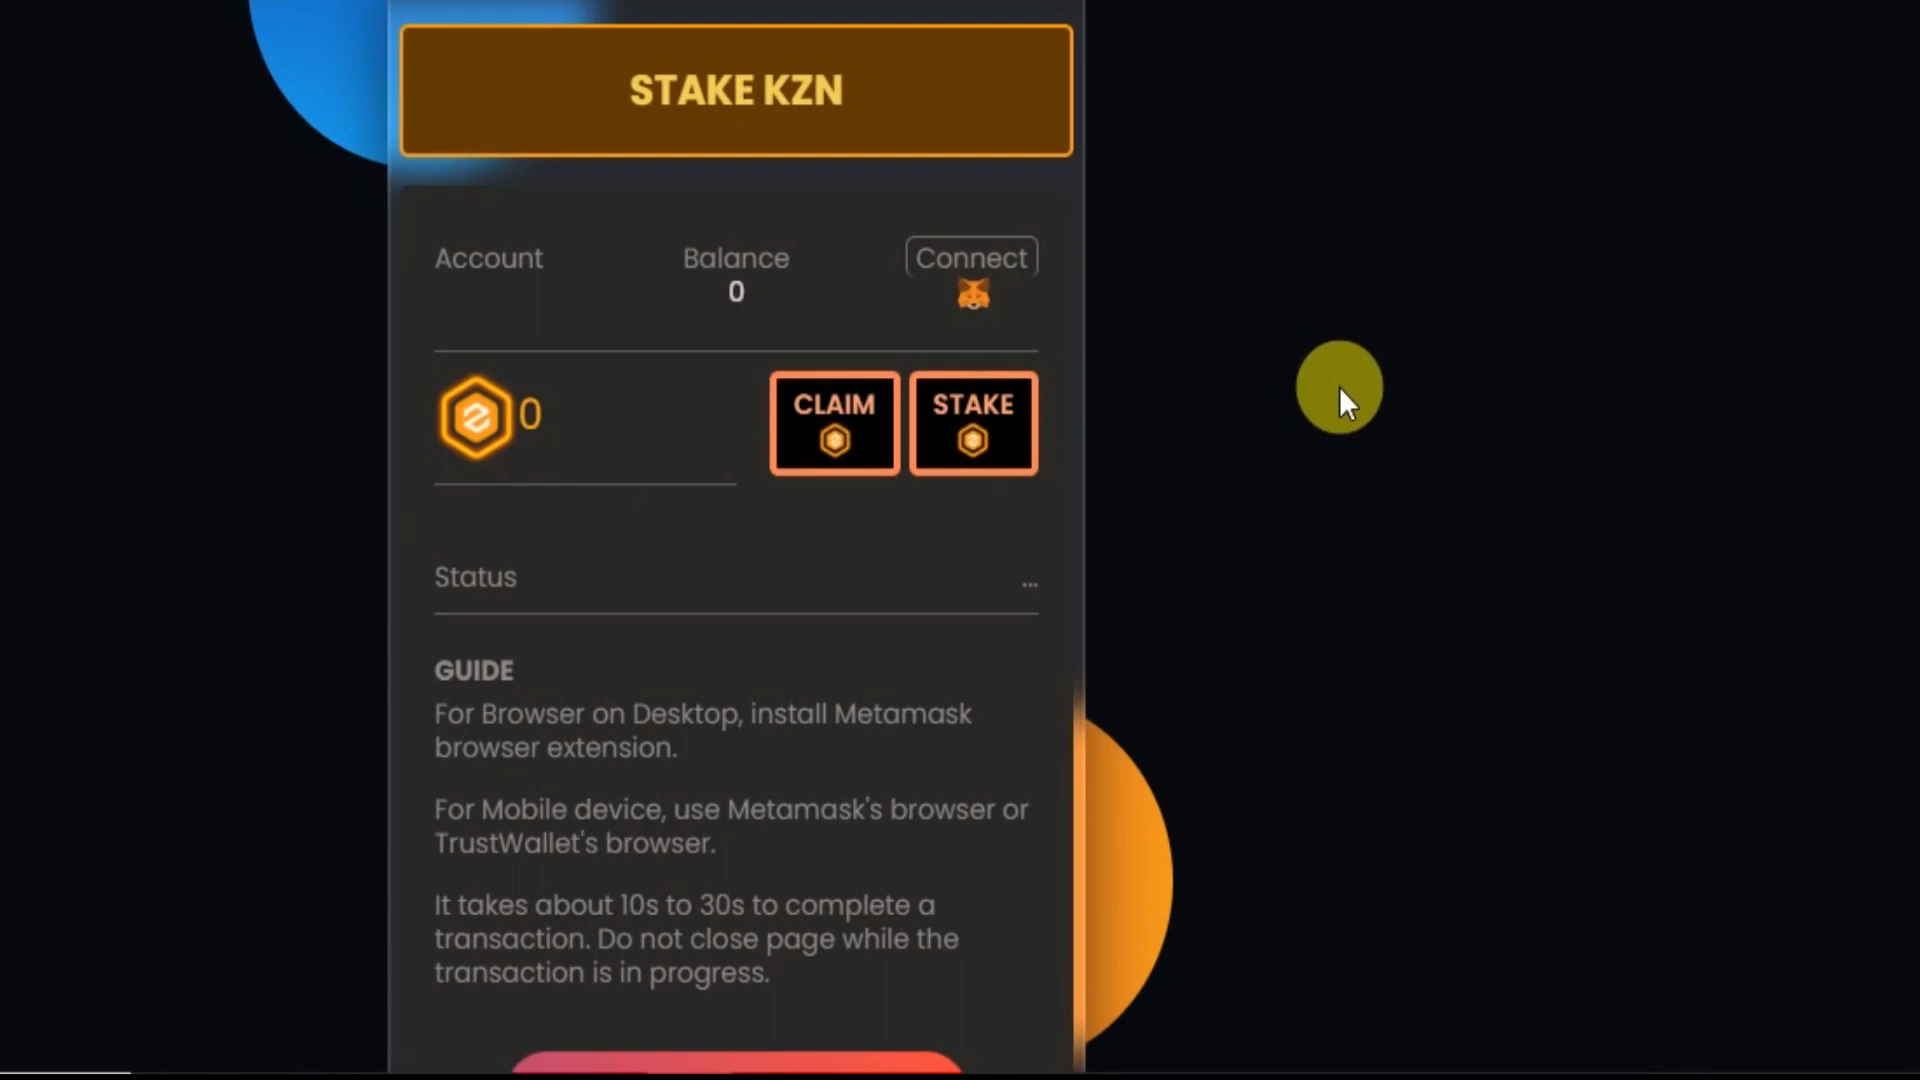 STAKE KZN
Account Balance Connect
0
0 CLAIM STAKE
Status ...
GUIDE
For Browser on Desktop, install Metamask
browser extension.
For Mobile device, use Metamask's browser or
TrustWallet's browser.
It takes about 10s to 30s to complete a
transaction. Do not close page while the
transaction is in progress.